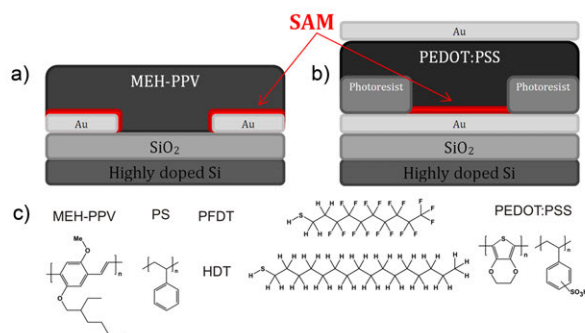 SAM
a)
MEH-PPV
Au
Au
SiO₂
Highly doped Si
b)
Au
PEDOT:PSS
Photoresist
Photoresist
Au
SiO₂
Highly doped Si
c)
MEH-PPV
PS
PFDT
HDT
PEDOT:PSS